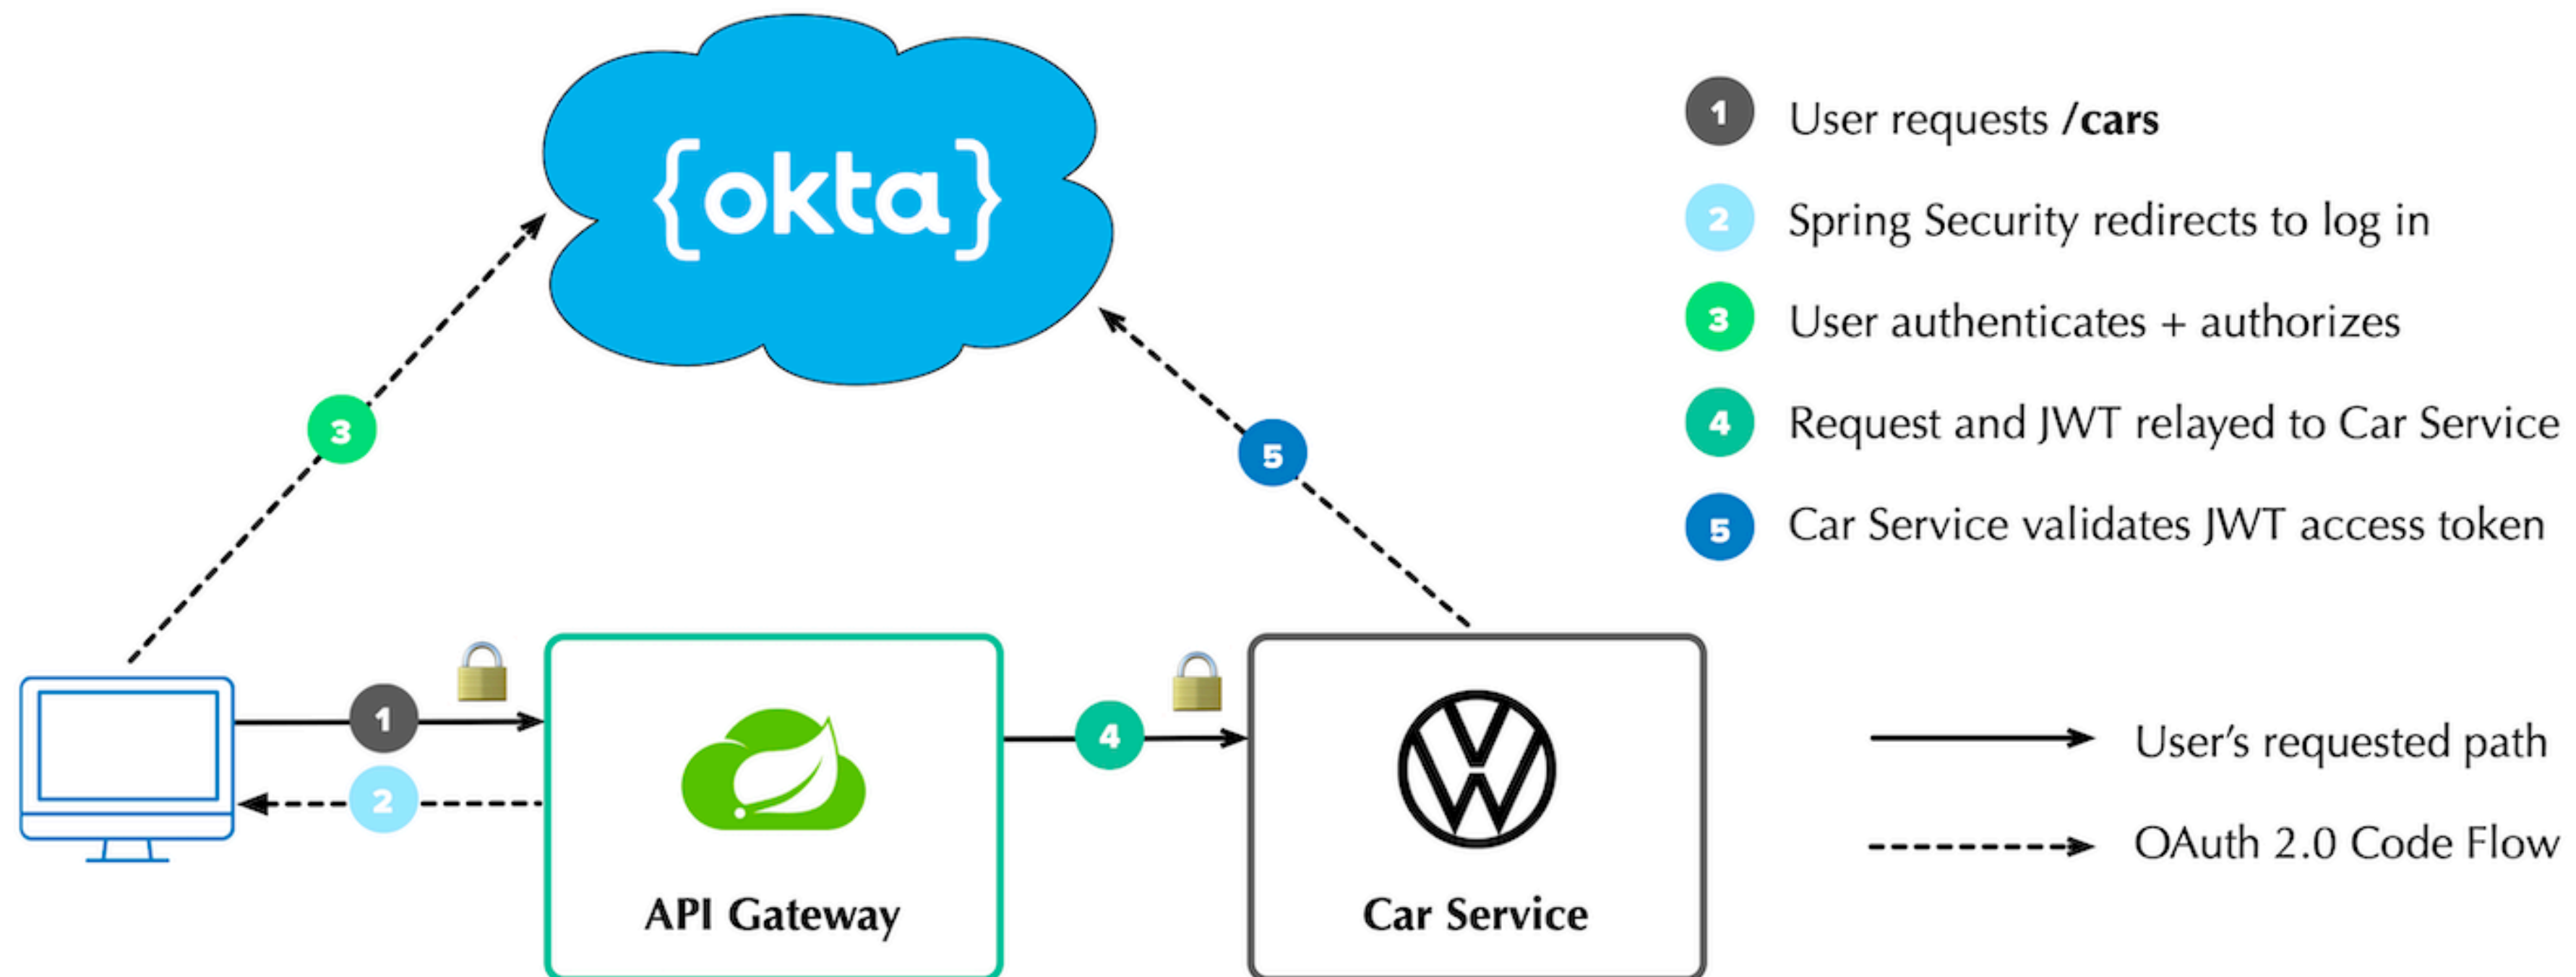 {okta}
1 User requests /cars
2 Spring Security redirects to log in
3 User authenticates + authorizes
4 Request and JWT relayed to Car Service
5 Car Service validates JWT access token
3
5
1
2
4
API Gateway
Car Service
User's requested path
OAuth 2.0 Code Flow